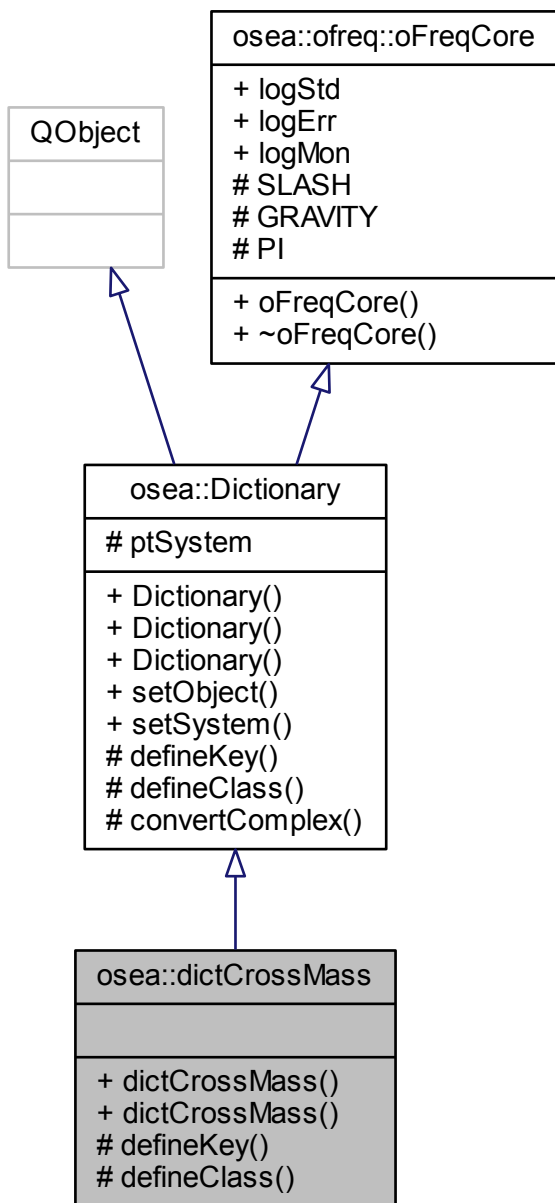 osea::ofreq::oFreqCore
+ logStd
+ logErr
+ logMon
# SLASH
# GRAVITY
# PI
+ oFreqCore()
+ ~oFreqCore()
QObject
osea::Dictionary
# ptSystem
+ Dictionary()
+ Dictionary()
+ Dictionary()
+ setObject()
+ setSystem()
# defineKey()
# defineClass()
# convertComplex()
osea::dictCrossMass
+ dictCrossMass()
+ dictCrossMass()
# defineKey()
# defineClass()